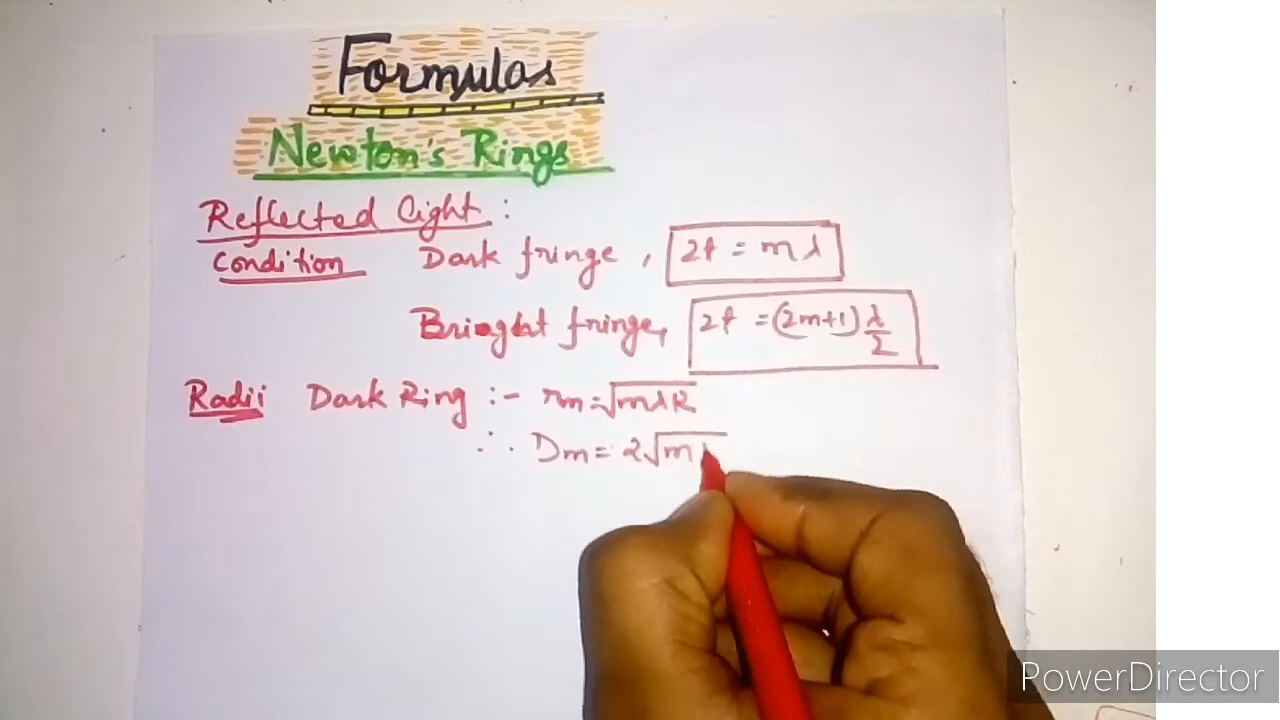 Formulas
Newton's Rings
Reflected Light :
Condition Dark fringe , 2t = mλ
Bright fringe, 2t = (2m+1) λ/2
Radii Dark Ring :- rm = √mλR
∴ Dm = 2√m
PowerDirector